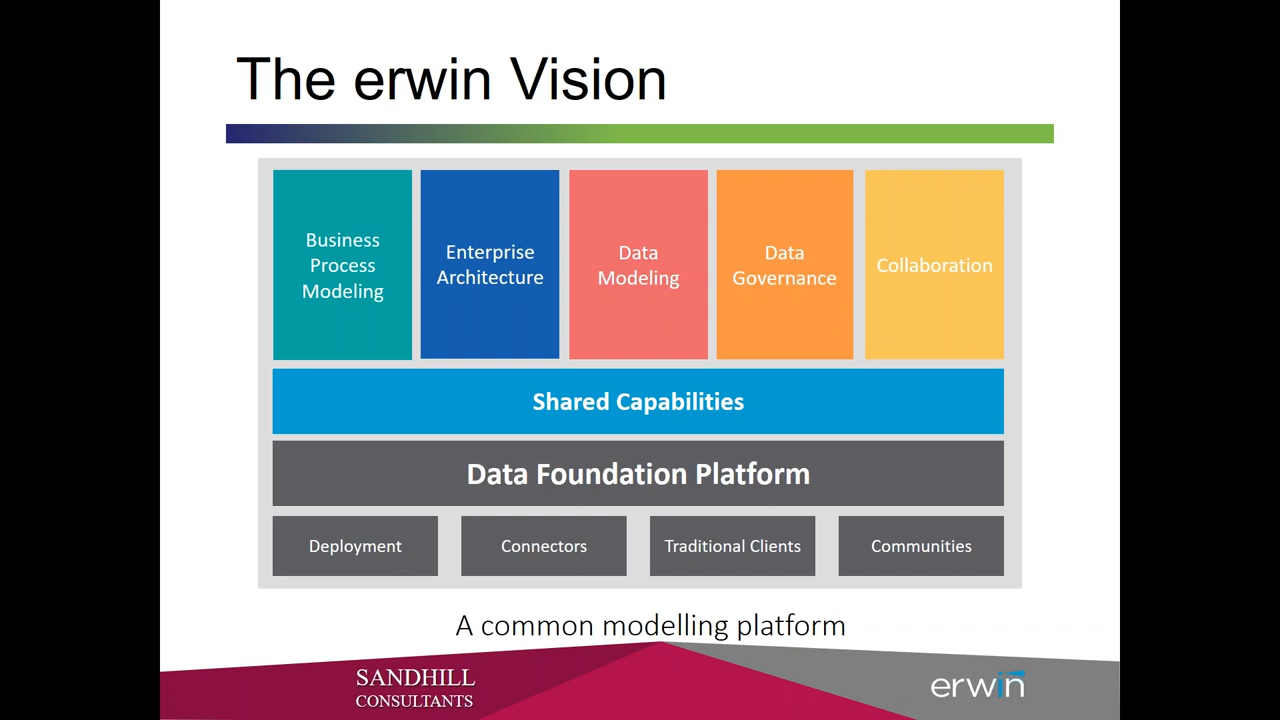 The erwin Vision
Business
Process
Modeling
Enterprise
Architecture
Data
Modeling
Data
Governance
Collaboration
Shared Capabilities
Data Foundation Platform
Deployment
Connectors
Traditional Clients
Communities
A common modelling platform
SANDHILL
CONSULTANTS
erwin